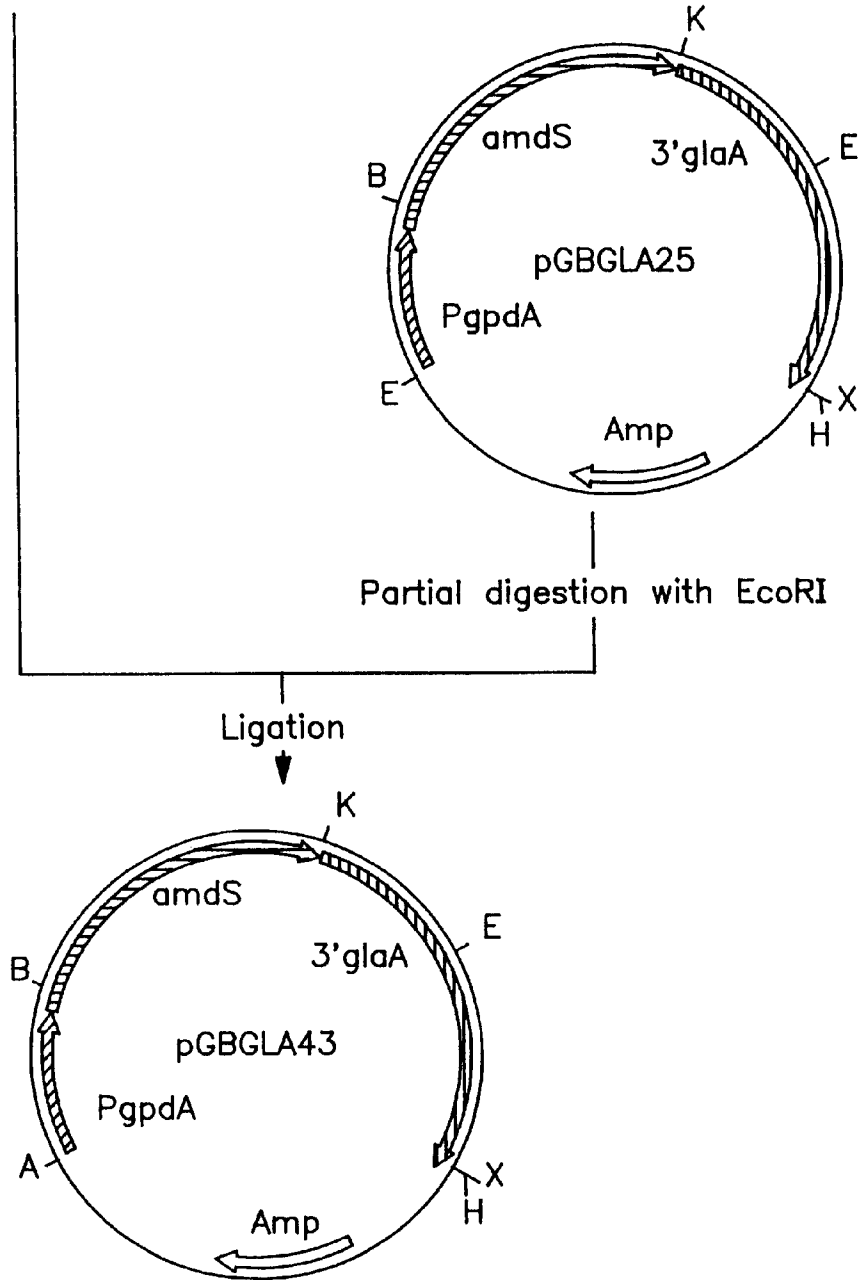 K
amdS
3'glaA
E
B
pGBGLA25
PgpdA
E
X
H
Amp
Partial digestion with EcoRI
Ligation
K
amdS
E
3'glaA
B
pGBGLA43
PgpdA
A
X
H
Amp